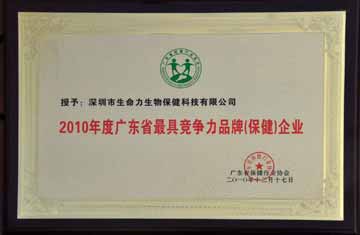 授予：深圳市生命力生物保健科技有限公司
2010年度广东省最具竞争力品牌(保健)企业
广东省保健行业协会
二〇一〇年十二月十七日